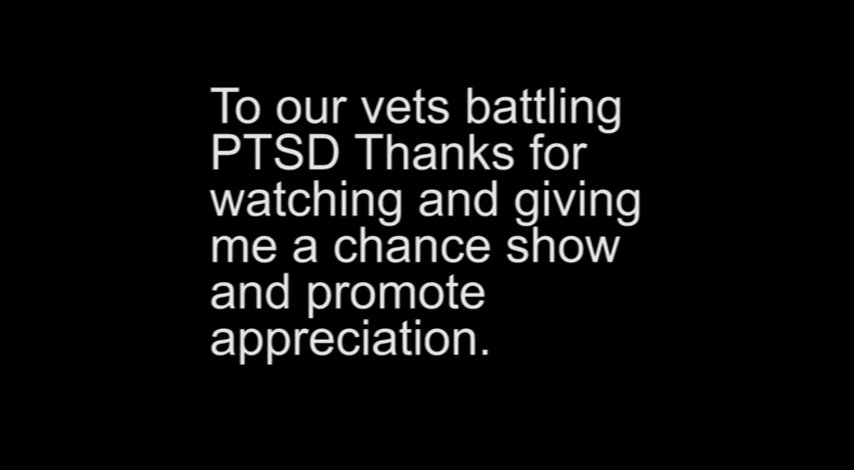 To our vets battling
PTSD Thanks for
watching and giving
me a chance show
and promote
appreciation.